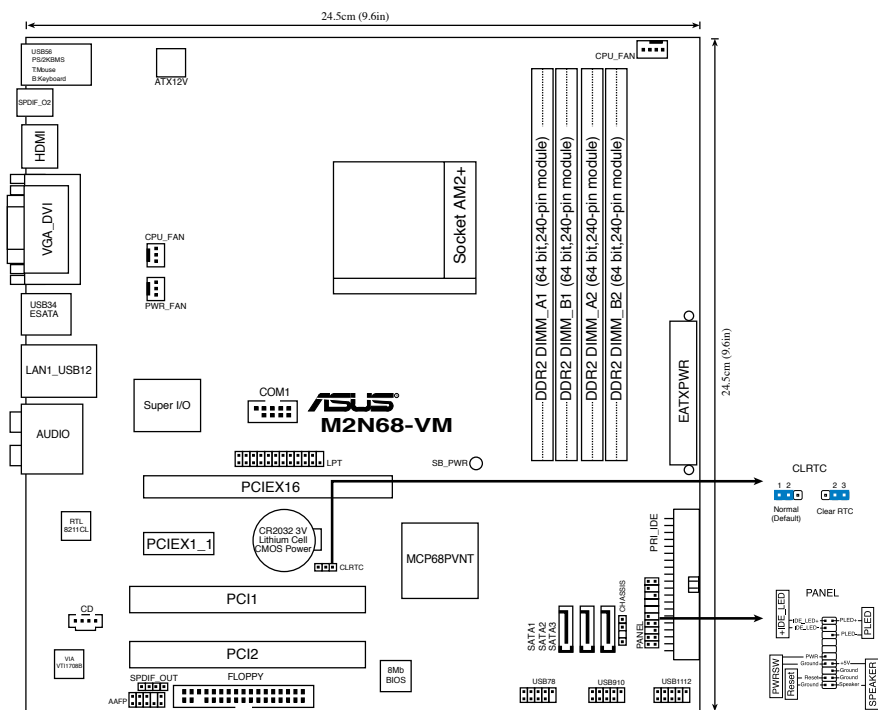 24.5cm (9.6in)
USB56
PS/2KBMS
T:Mouse
B:Keyboard
ATX12V
CPU_FAN
SPDIF_O2
HDMI
VGA_DVI
CPU_FAN
PWR_FAN
Socket AM2+
DDR2 DIMM_A1 (64 bit,240-pin module)
DDR2 DIMM_B1 (64 bit,240-pin module)
DDR2 DIMM_A2 (64 bit,240-pin module)
DDR2 DIMM_B2 (64 bit,240-pin module)
24.5cm (9.6in)
USB34
ESATA
EATXPWR
LAN1_USB12
Super I/O
COM1
ASUS®
M2N68-VM
AUDIO
LPT
SB_PWR
PCIEX16
CLRTC
1 2
2 3
Normal
(Default)
Clear RTC
RTL
8211CL
PCIEX1_1
CR2032 3V
Lithium Cell
CMOS Power
CLRTC
MCP68PVNT
PRI_IDE
PCI1
CD
SATA1
SATA2
SATA3
CHASSIS
PANEL
PANEL
+IDE_LED
IDE_LED+
IDE_LED-
PLED+
PLED-
PLED
PWR
Ground
Reset
Ground
+5V
Ground
Ground
Speaker
PWRSW
Reset
SPEAKER
VIA
VT1708B
PCI2
SPDIF_OUT
FLOPPY
AAFP
8Mb
BIOS
USB78
USB910
USB1112